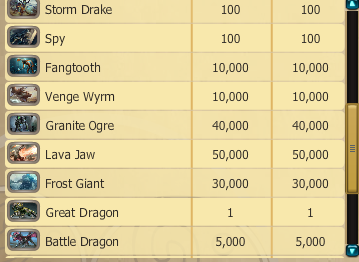 Storm Drake 100 100
Spy 100 100
Fangtooth 10,000 10,000
Venge Wyrm 10,000 10,000
Granite Ogre 40,000 40,000
Lava Jaw 50,000 50,000
Frost Giant 30,000 30,000
Great Dragon 1 1
Battle Dragon 5,000 5,000